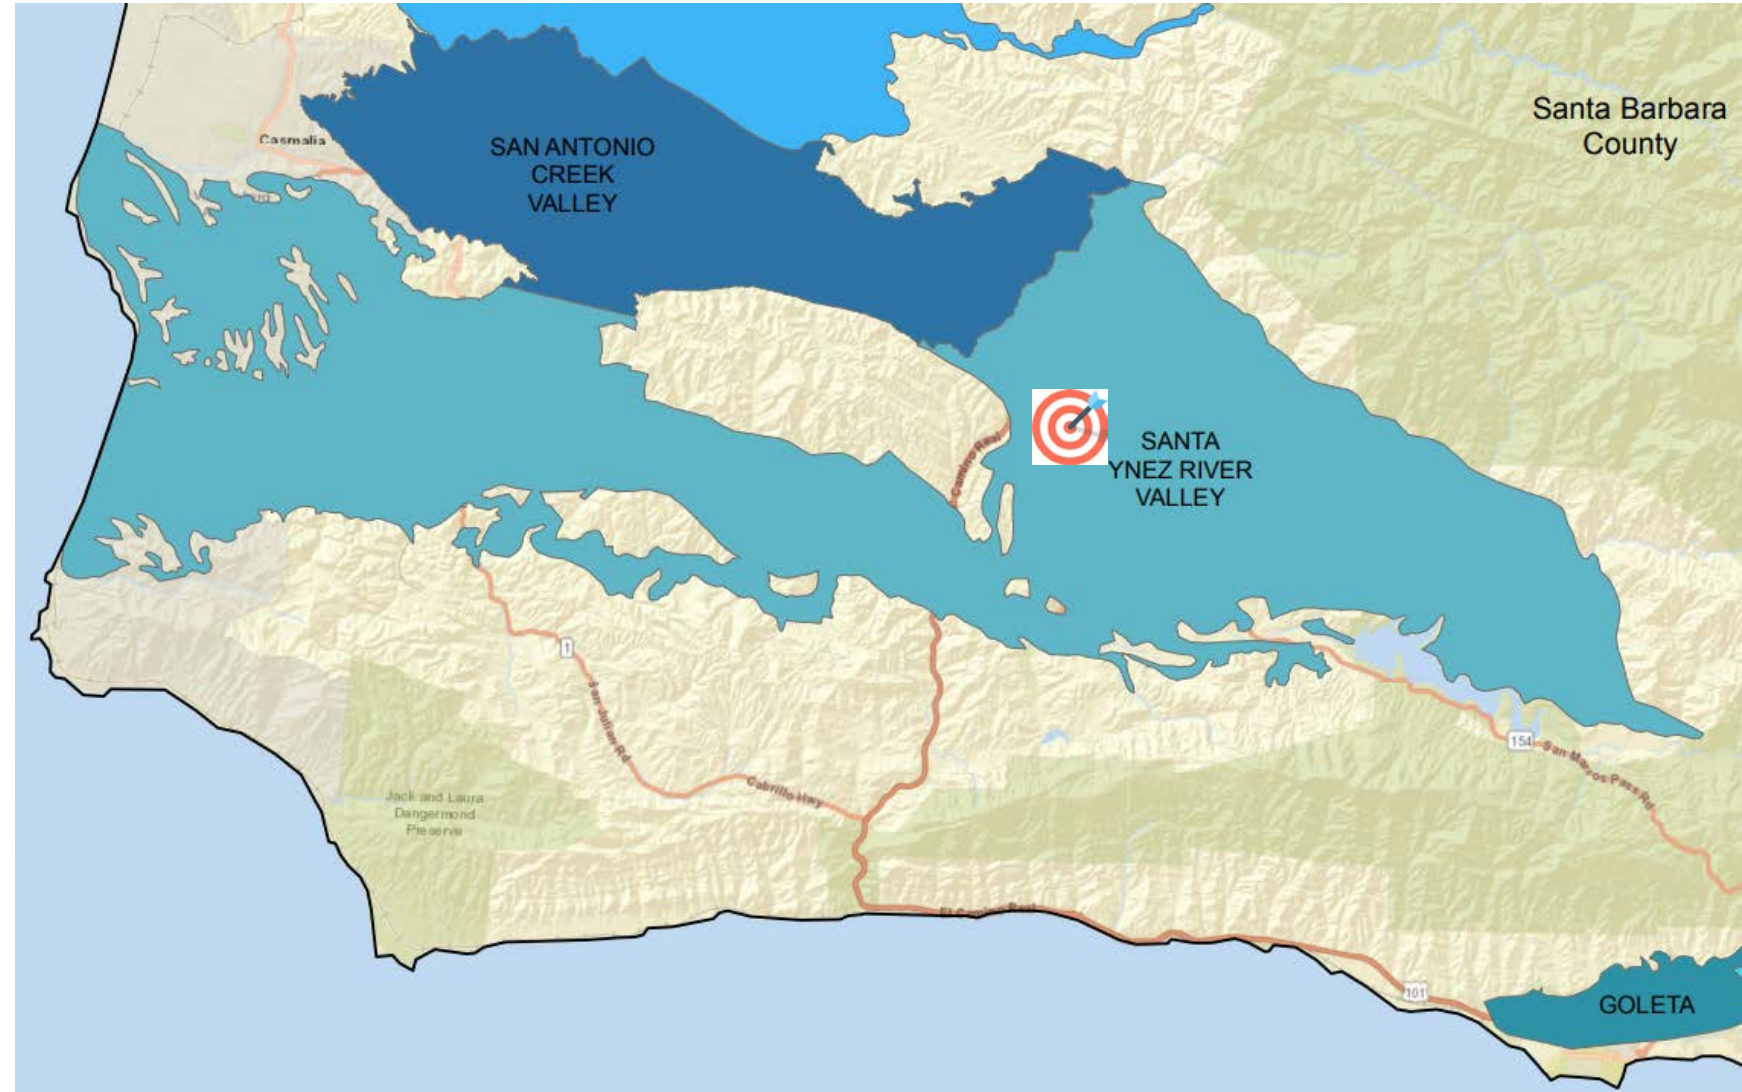 Santa Barbara
County
Casmalia
SAN ANTONIO
CREEK
VALLEY
Camino Real
SANTA
YNEZ RIVER
VALLEY
1
San Julian Rd
Cabrillo Hwy
154
San Marcos Pass Rd
Jack and Laura
Dangermond
Preserve
El Camino Real
101
GOLETA